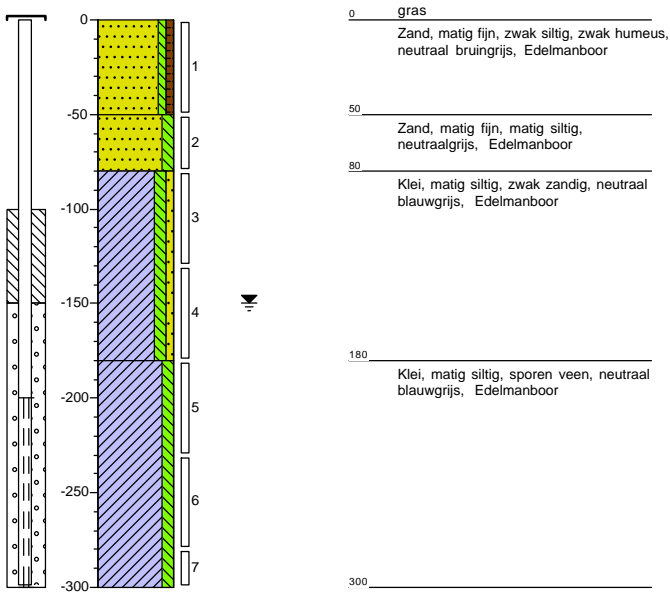 0
-50
-100
-150
-200
-250
-300
1
2
3
4
5
6
7
0
gras
Zand, matig fijn, zwak siltig, zwak humeus,
neutraal bruingrijs, Edelmanboor
50
Zand, matig fijn, matig siltig,
neutraalgrijs, Edelmanboor
80
Klei, matig siltig, zwak zandig, neutraal
blauwgrijs, Edelmanboor
180
Klei, matig siltig, sporen veen, neutraal
blauwgrijs, Edelmanboor
300